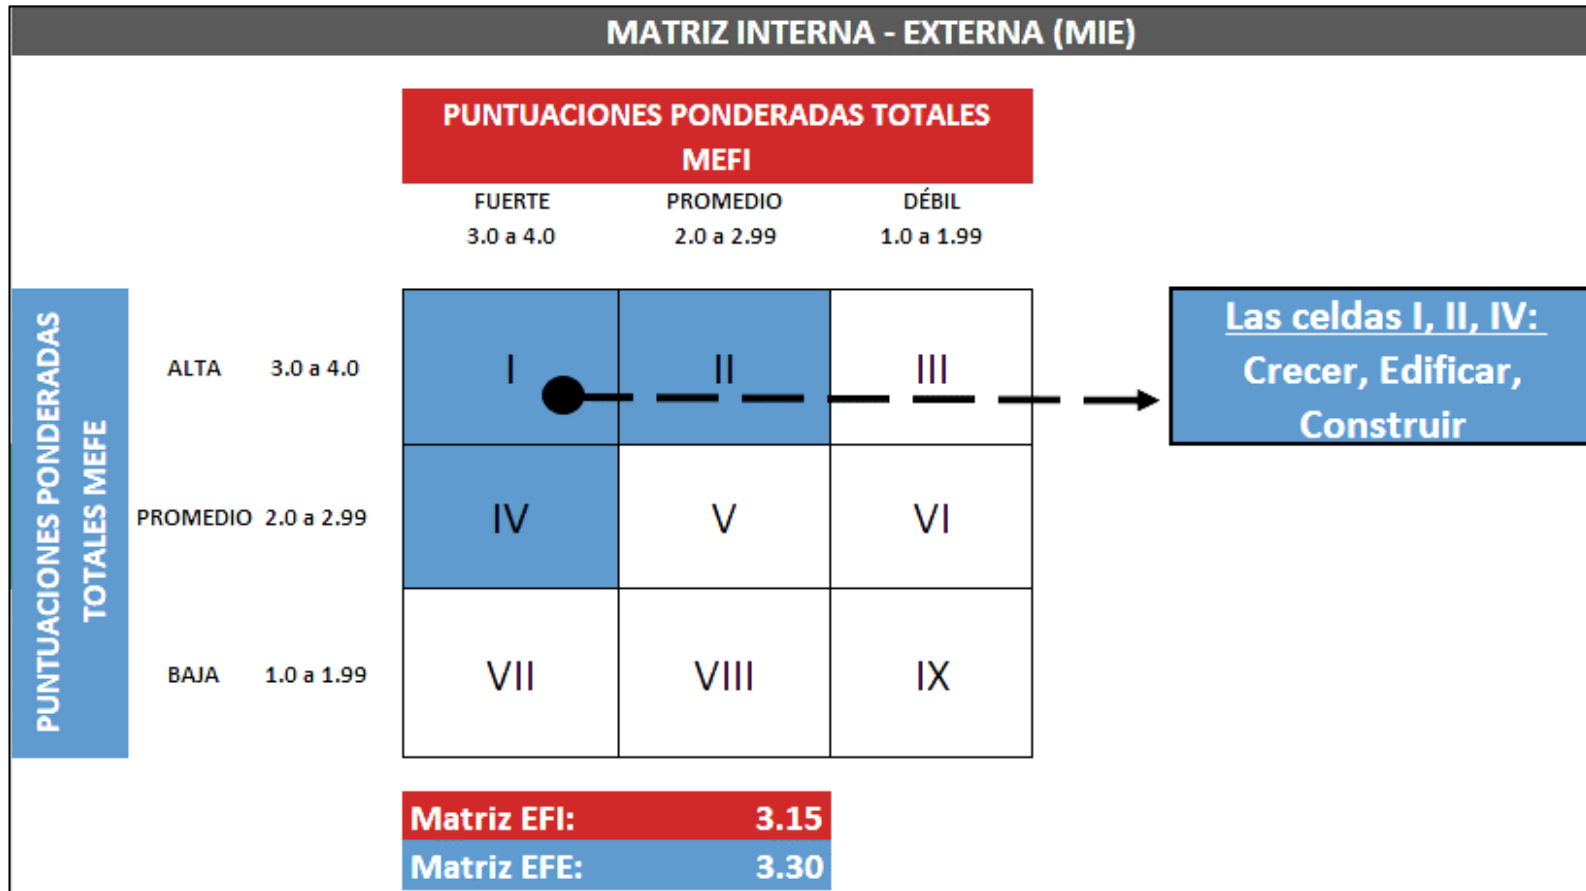 MATRIZ INTERNA - EXTERNA (MIE)
PUNTUACIONES PONDERADAS TOTALES
MEFI
FUERTE PROMEDIO DÉBIL
3.0 a 4.0 2.0 a 2.99 1.0 a 1.99
PUNTUACIONES PONDERADAS
TOTALES MEFE
ALTA 3.0 a 4.0 I II III
PROMEDIO 2.0 a 2.99 IV V VI
BAJA 1.0 a 1.99 VII VIII IX
Las celdas I, II, IV:
Crecer, Edificar,
Construir
Matriz EFI: 3.15
Matriz EFE: 3.30